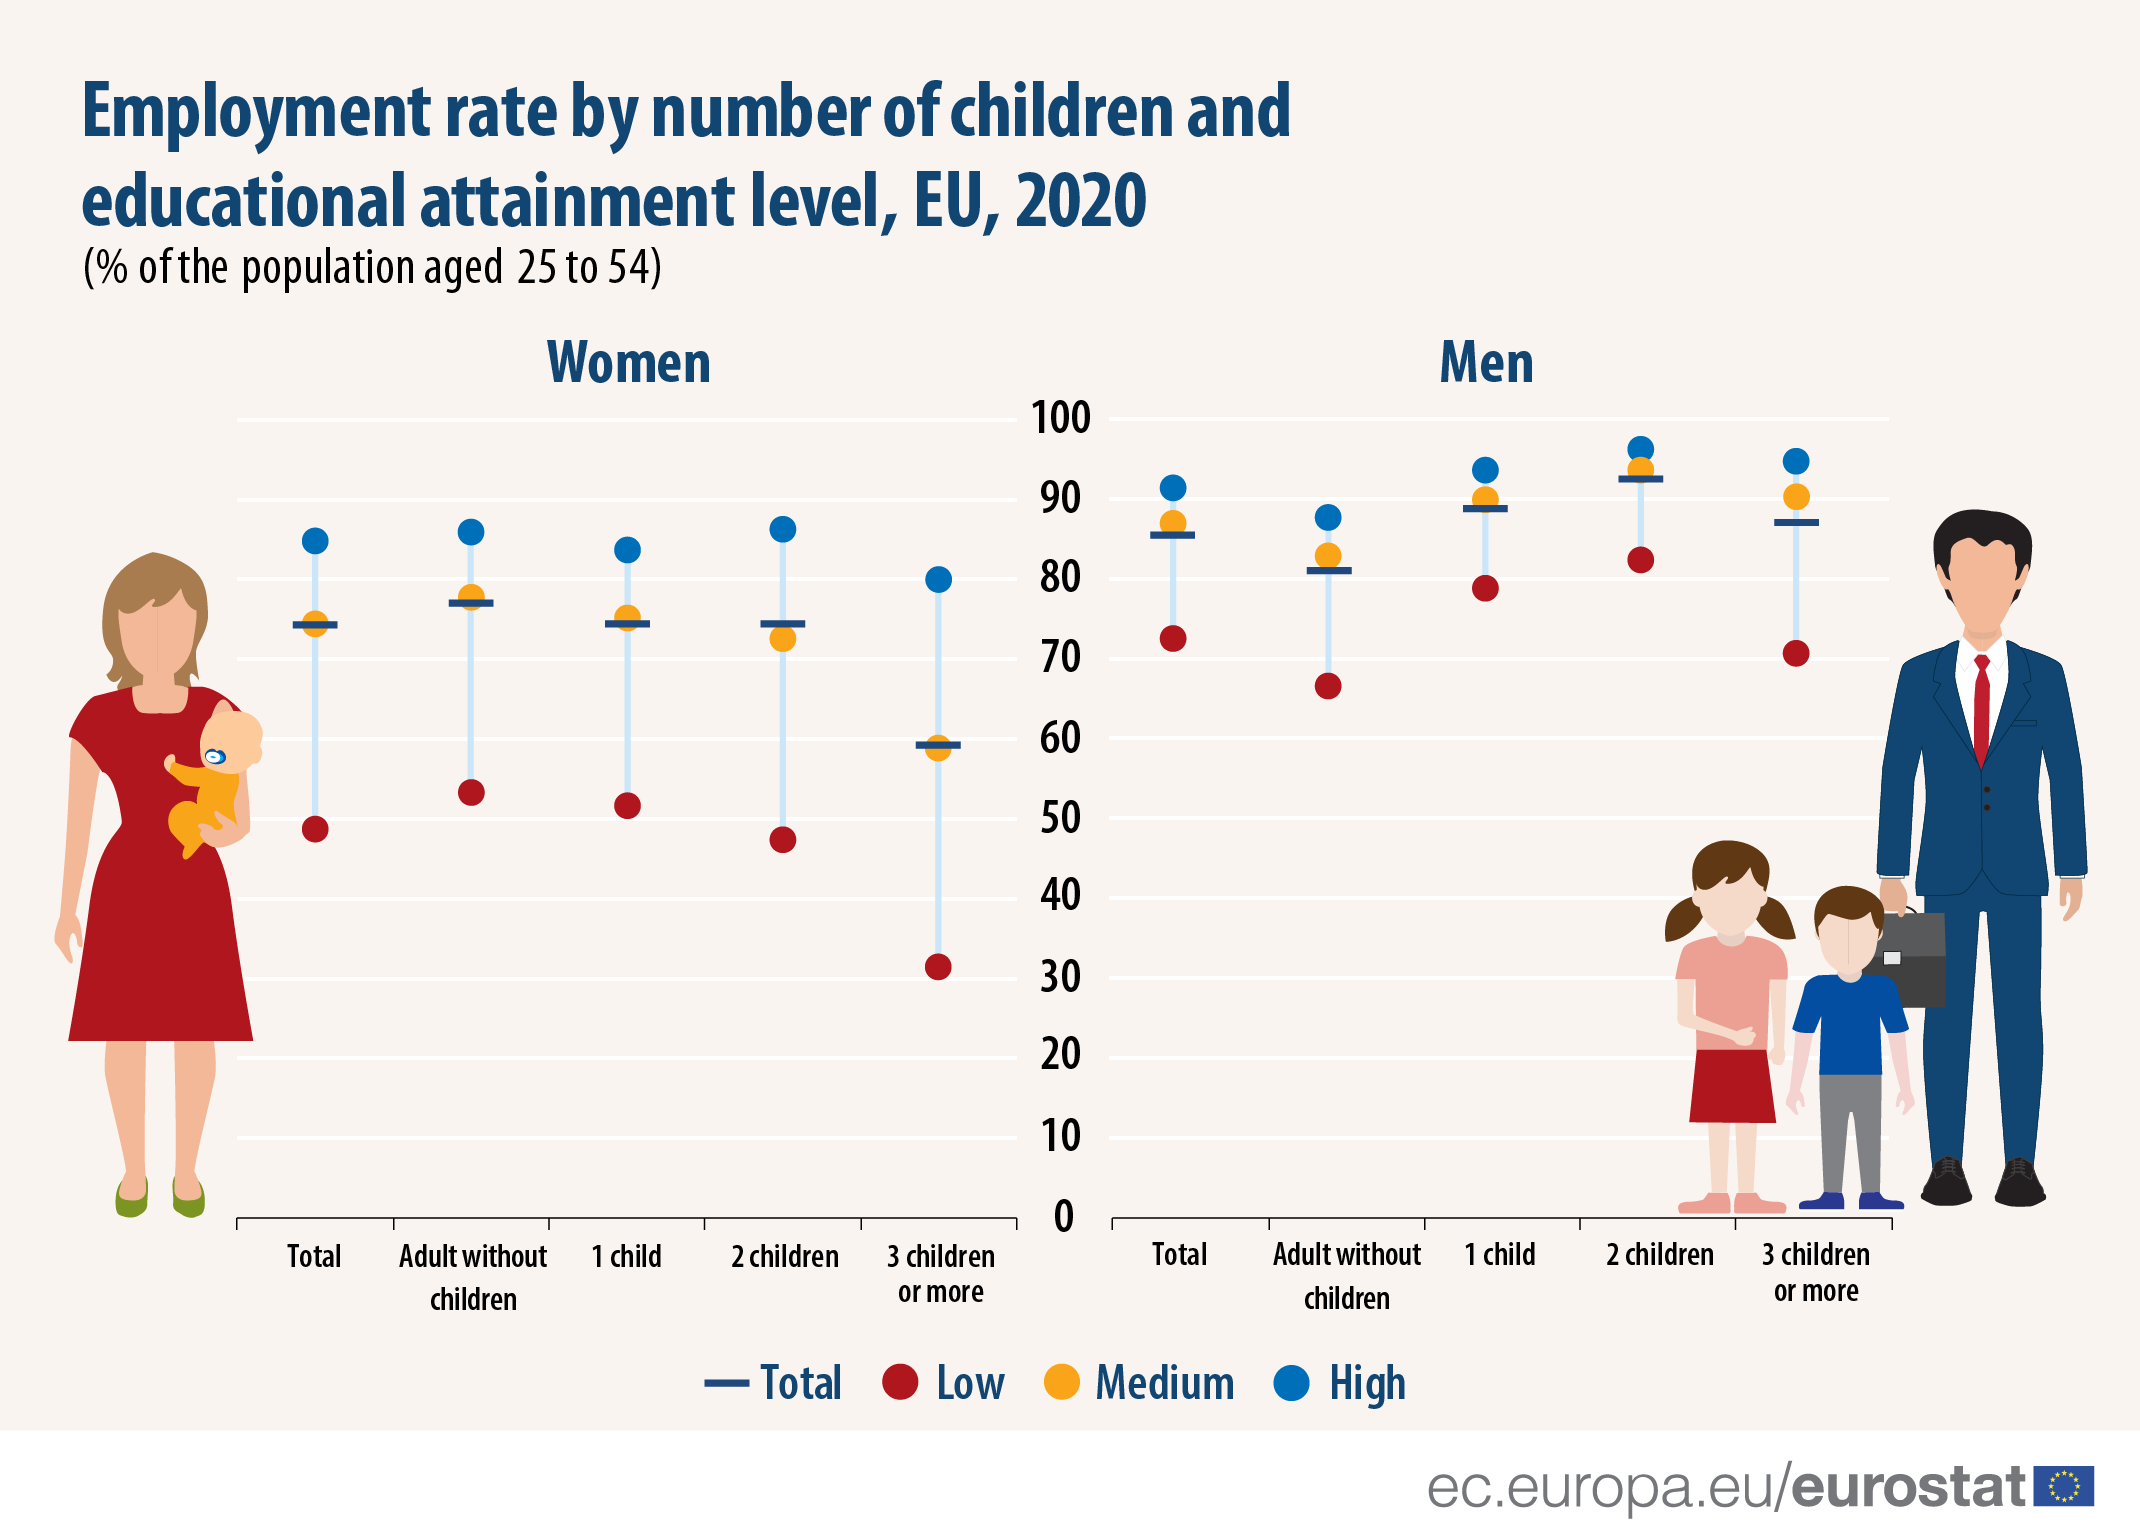 Employment rate by number of children and
educational attainment level, EU, 2020
(% of the population aged 25 to 54)
Women
Men
100
90
80
70
60
50
40
30
20
10
0
Total
Adult without
children
1 child
2 children
3 children
or more
Total
Adult without
children
1 child
2 children
3 children
or more
Total
Low
Medium
High
ec.europa.eu/eurostat